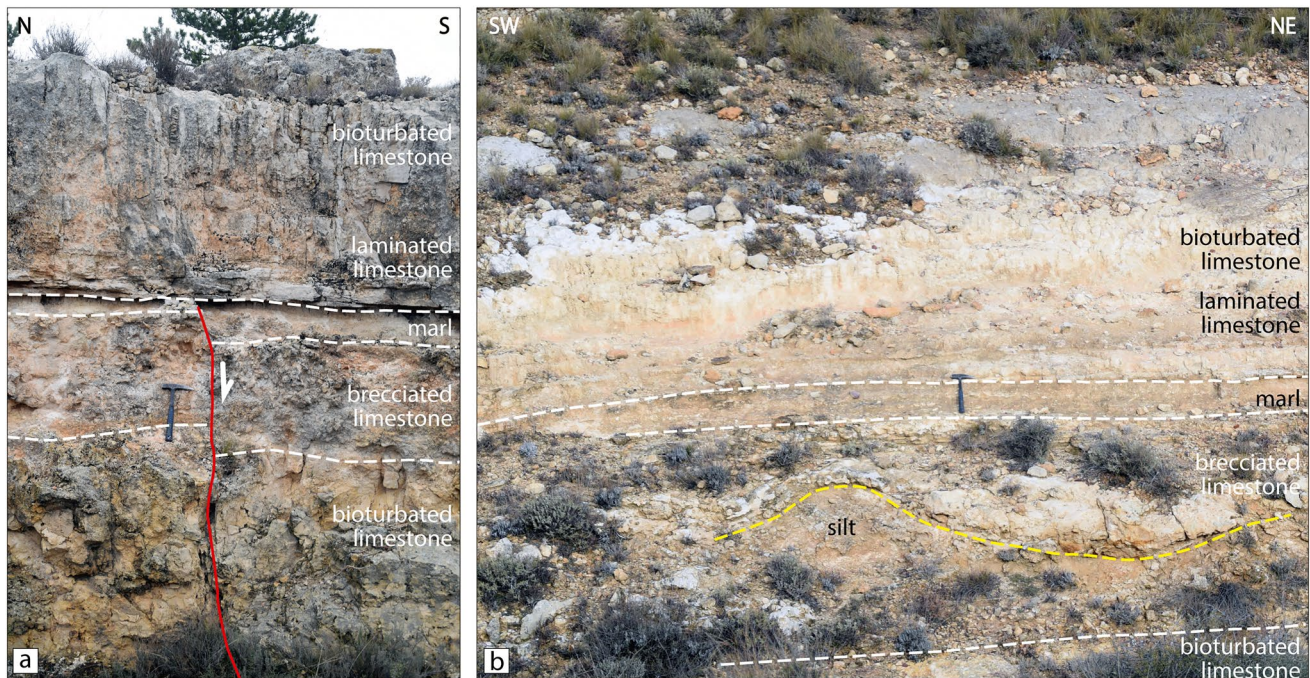 N
S
bioturbated
limestone
laminated
limestone
marl
brecciated
limestone
bioturbated
limestone
a
SW
NE
bioturbated
limestone
laminated
limestone
marl
brecciated
limestone
silt
bioturbated
limestone
b